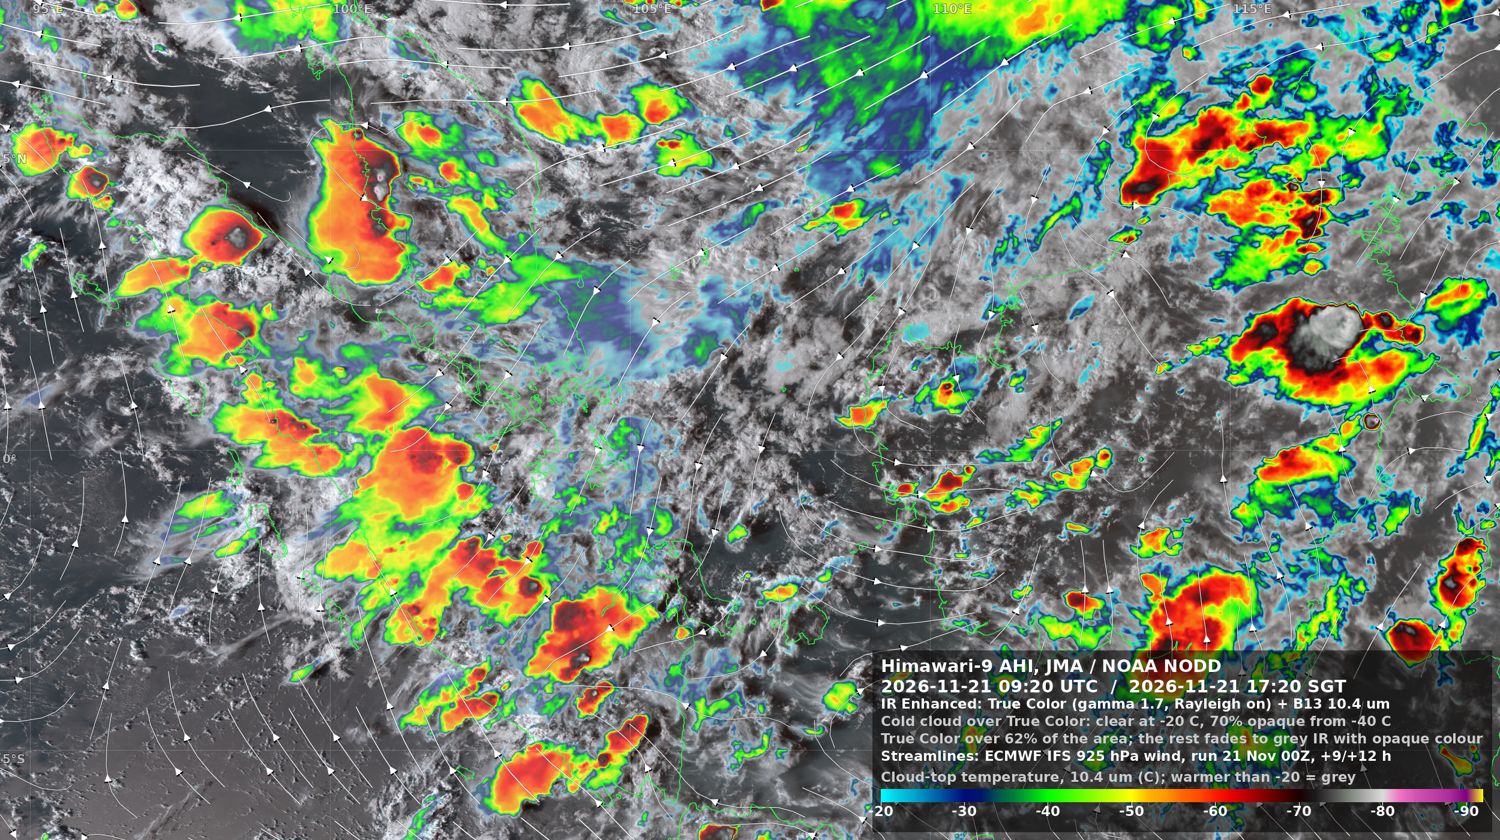 95°E 100°E 105°E 110°E 115°E
5°N
0°
5°S
Himawari-9 AHI, JMA / NOAA NODD
2026-11-21 09:20 UTC / 2026-11-21 17:20 SGT
IR Enhanced: True Color (gamma 1.7, Rayleigh on) + B13 10.4 um
Cold cloud over True Color: clear at -20 C, 70% opaque from -40 C
True Color over 62% of the area; the rest fades to grey IR with opaque colour
Streamlines: ECMWF IFS 925 hPa wind, run 21 Nov 00Z, +9/+12 h
Cloud-top temperature, 10.4 um (C); warmer than -20 = grey
-20 -30 -40 -50 -60 -70 -80 -90